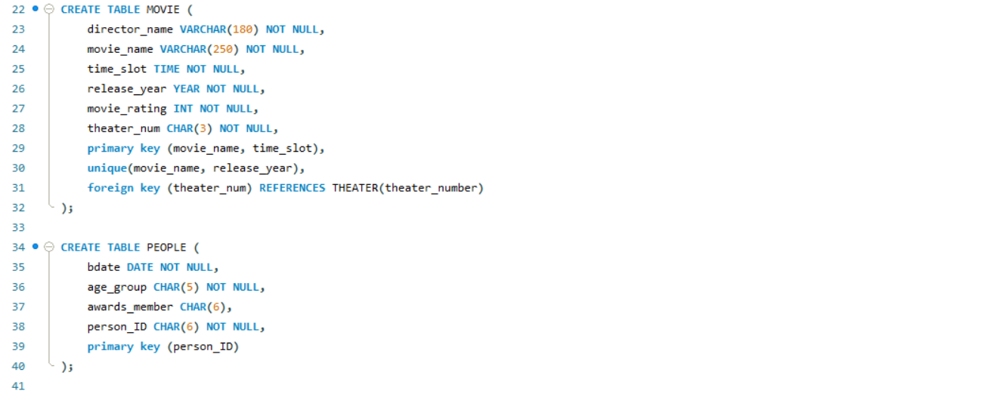 22 CREATE TABLE MOVIE (
23 director_name VARCHAR(180) NOT NULL,
24 movie_name VARCHAR(250) NOT NULL,
25 time_slot TIME NOT NULL,
26 release_year YEAR NOT NULL,
27 movie_rating INT NOT NULL,
28 theater_num CHAR(3) NOT NULL,
29 primary key (movie_name, time_slot),
30 unique(movie_name, release_year),
31 foreign key (theater_num) REFERENCES THEATER(theater_number)
32 );
33
34 CREATE TABLE PEOPLE (
35 bdate DATE NOT NULL,
36 age_group CHAR(5) NOT NULL,
37 awards_member CHAR(6),
38 person_ID CHAR(6) NOT NULL,
39 primary key (person_ID)
40 );
41